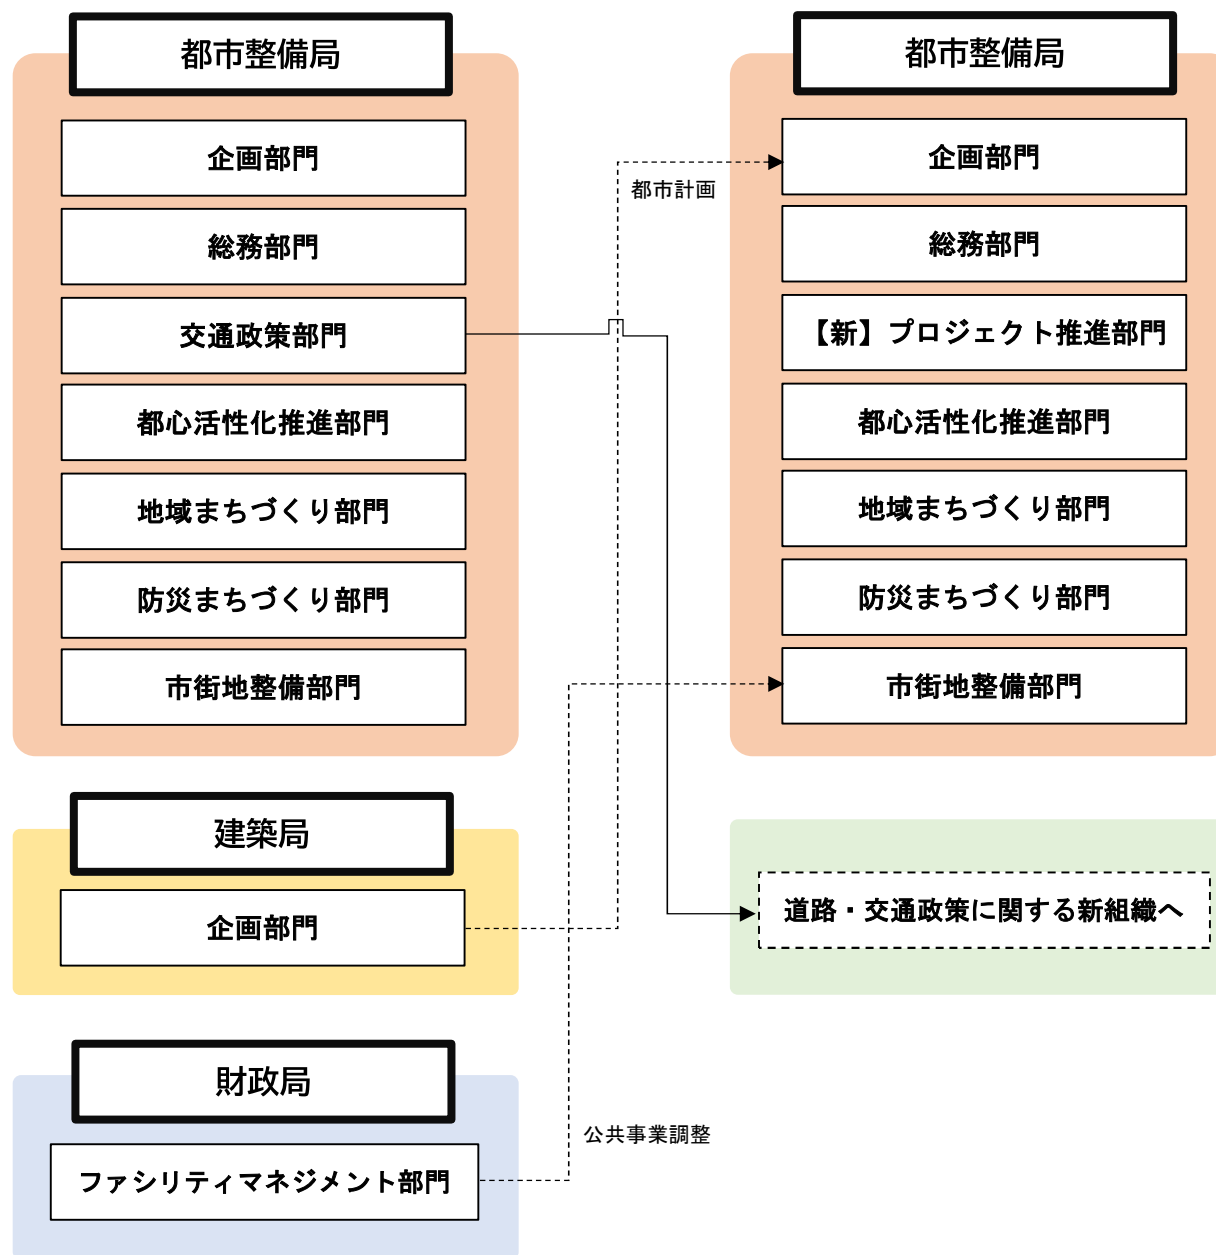 都市整備局
企画部門
総務部門
交通政策部門
都心活性化推進部門
地域まちづくり部門
防災まちづくり部門
市街地整備部門
建築局
企画部門
財政局
ファシリティマネジメント部門
都市計画
公共事業調整
都市整備局
企画部門
総務部門
【新】プロジェクト推進部門
都心活性化推進部門
地域まちづくり部門
防災まちづくり部門
市街地整備部門
道路・交通政策に関する新組織へ